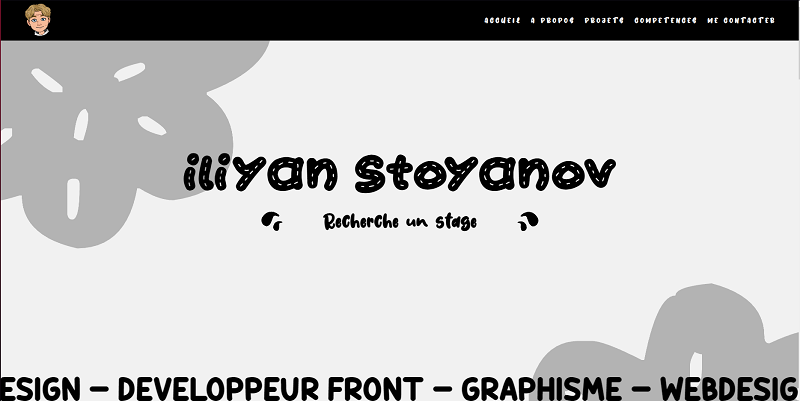 ACCUEIL A PROPOS PROJETS COMPETENCES ME CONTACTER
iliyan Stoyanov
Recherche un stage
ESIGN – DEVELOPPEUR FRONT – GRAPHISME – WEBDESIG